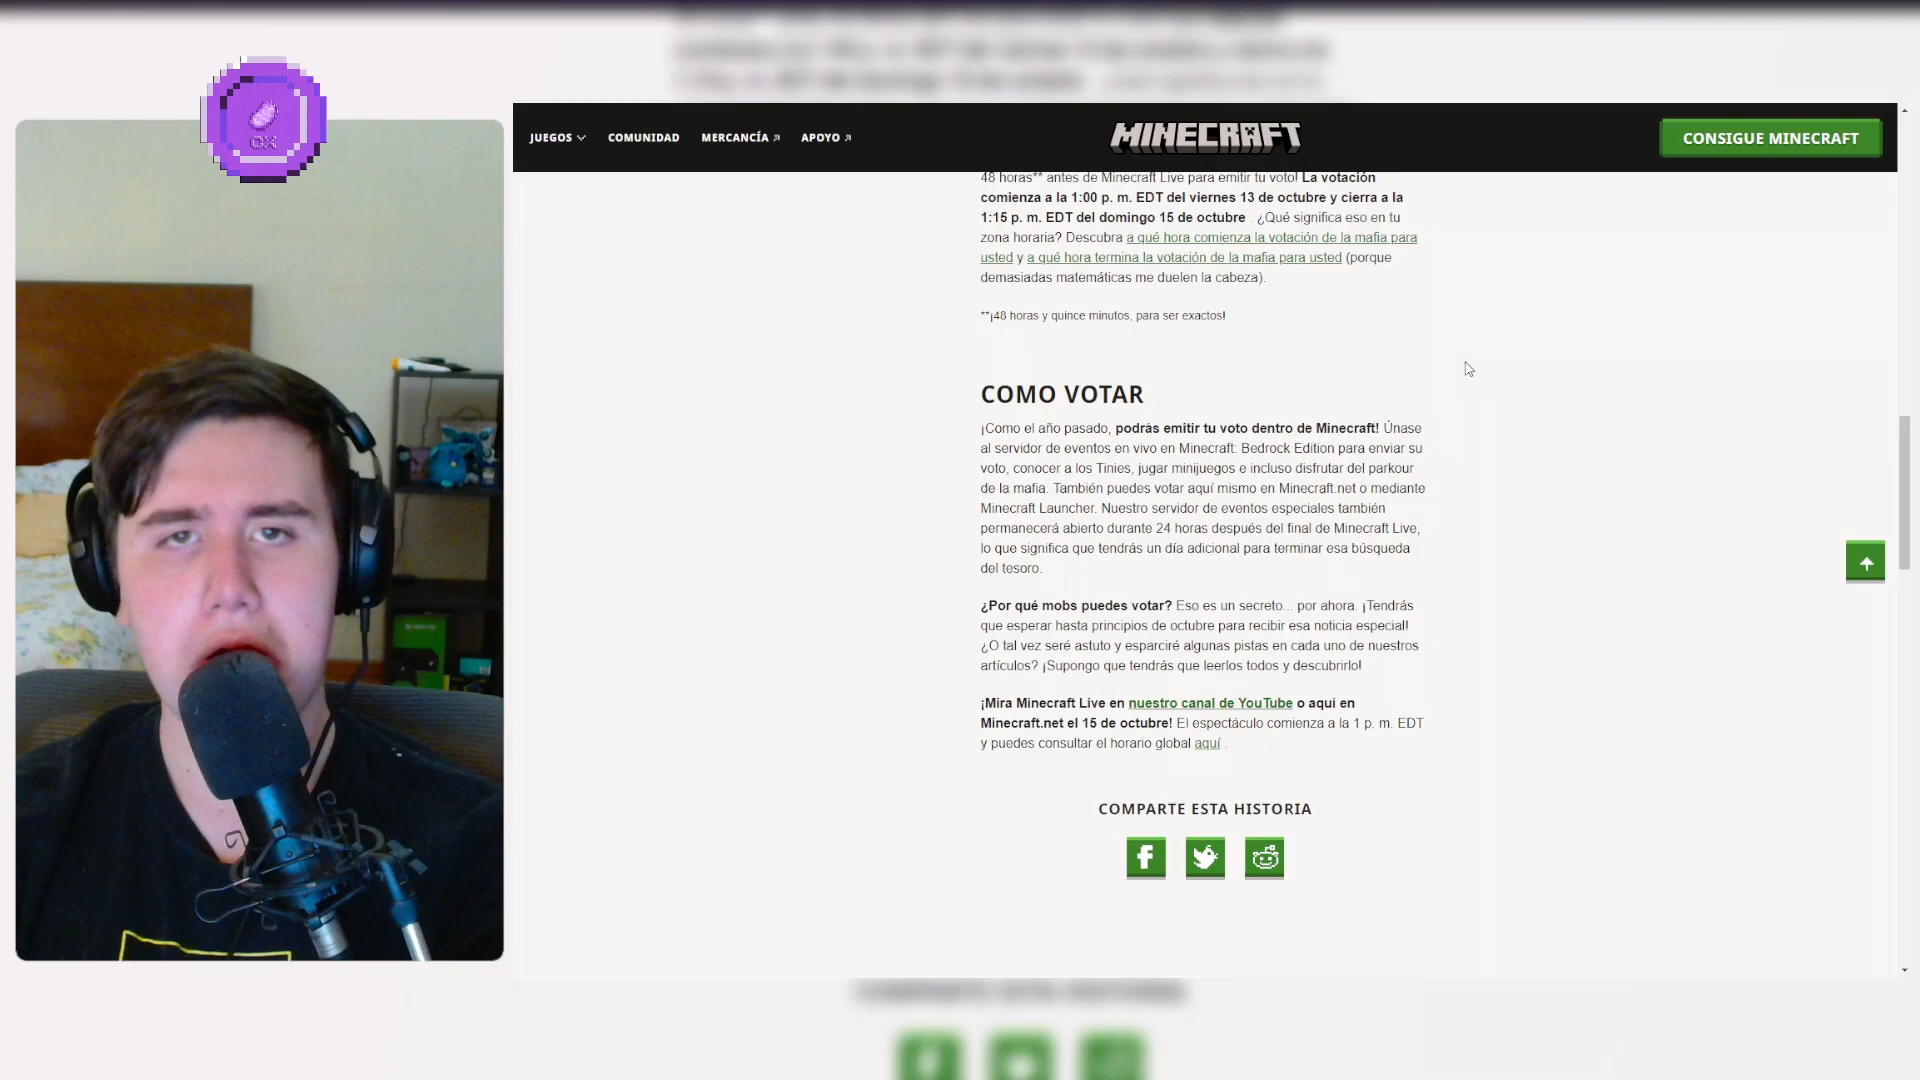 JUEGOS COMUNIDAD MERCANCÍA APOYO MINECRAFT CONSIGUE MINECRAFT
48 horas** antes de Minecraft Live para emitir tu voto! La votación
comienza a la 1:00 p. m. EDT del viernes 13 de octubre y cierra a la
1:15 p. m. EDT del domingo 15 de octubre . ¿Qué significa eso en tu
zona horaria? Descubra a qué hora comienza la votación de la mafia para
usted y a qué hora termina la votación de la mafia para usted (porque
demasiadas matemáticas me duelen la cabeza).
**¡48 horas y quince minutos, para ser exactos!
COMO VOTAR
¡Como el año pasado, podrás emitir tu voto dentro de Minecraft! Únase
al servidor de eventos en vivo en Minecraft: Bedrock Edition para enviar su
voto, conocer a los Tinies, jugar minijuegos e incluso disfrutar del parkour
de la mafia. También puedes votar aquí mismo en Minecraft.net o mediante
Minecraft Launcher. Nuestro servidor de eventos especiales también
permanecerá abierto durante 24 horas después del final de Minecraft Live,
lo que significa que tendrás un día adicional para terminar esa búsqueda
del tesoro.
¿Por qué mobs puedes votar? Eso es un secreto... por ahora. ¡Tendrás
que esperar hasta principios de octubre para recibir esa noticia especial!
¿O tal vez seré astuto y esparciré algunas pistas en cada uno de nuestros
artículos? ¡Supongo que tendrás que leerlos todos y descubrirlo!
¡Mira Minecraft Live en nuestro canal de YouTube o aquí en
Minecraft.net el 15 de octubre! El espectáculo comienza a la 1 p. m. EDT
y puedes consultar el horario global aquí .
COMPARTE ESTA HISTORIA